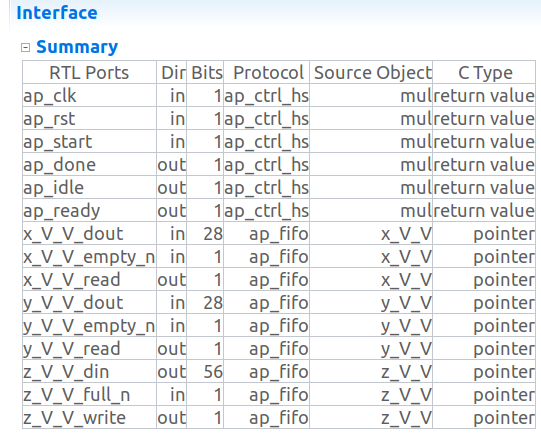 Interface
Summary
RTL Ports Dir Bits Protocol Source Object C Type
ap_clk in 1 ap_ctrl_hs mul return value
ap_rst in 1 ap_ctrl_hs mul return value
ap_start in 1 ap_ctrl_hs mul return value
ap_done out 1 ap_ctrl_hs mul return value
ap_idle out 1 ap_ctrl_hs mul return value
ap_ready out 1 ap_ctrl_hs mul return value
x_V_V_dout in 28 ap_fifo x_V_V pointer
x_V_V_empty_n in 1 ap_fifo x_V_V pointer
x_V_V_read out 1 ap_fifo x_V_V pointer
y_V_V_dout in 28 ap_fifo y_V_V pointer
y_V_V_empty_n in 1 ap_fifo y_V_V pointer
y_V_V_read out 1 ap_fifo y_V_V pointer
z_V_V_din out 56 ap_fifo z_V_V pointer
z_V_V_full_n in 1 ap_fifo z_V_V pointer
z_V_V_write out 1 ap_fifo z_V_V pointer